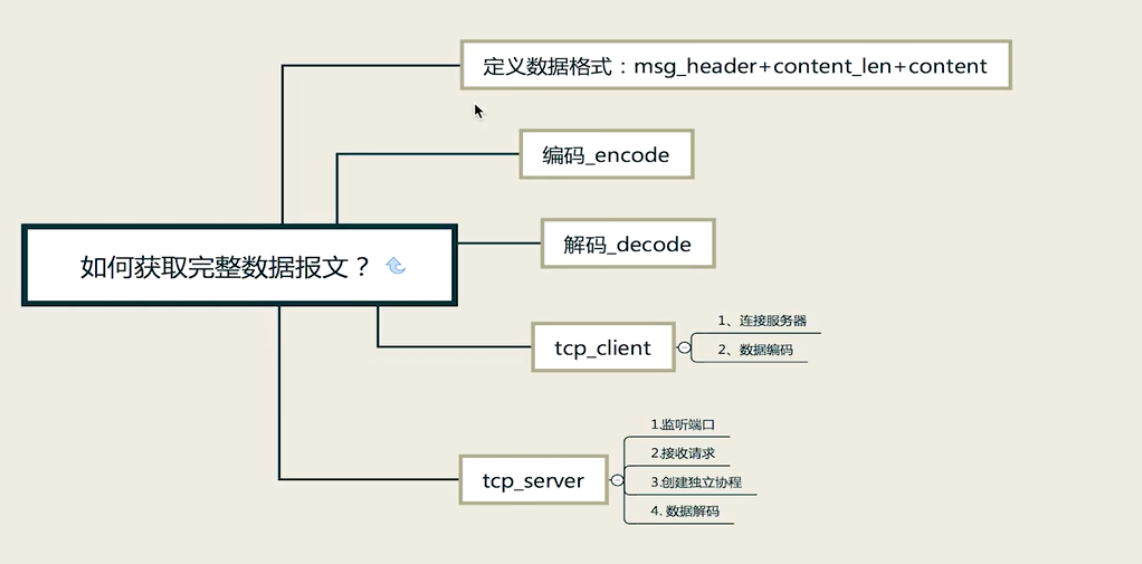 定义数据格式：msg_header+content_len+content
编码_encode
解码_decode
如何获取完整数据报文？
tcp_client
1、连接服务器
2、数据编码
tcp_server
1.监听端口
2.接收请求
3.创建独立协程
4. 数据解码